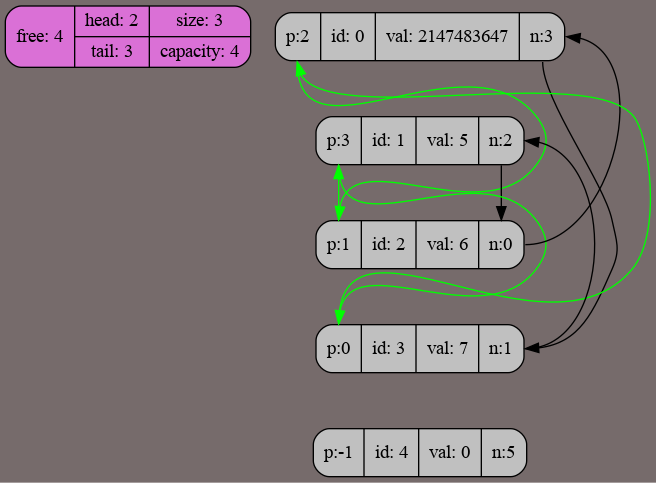 free: 4 head: 2 size: 3
tail: 3 capacity: 4
p:2 id: 0 val: 2147483647 n:3
p:3 id: 1 val: 5 n:2
p:1 id: 2 val: 6 n:0
p:0 id: 3 val: 7 n:1
p:-1 id: 4 val: 0 n:5